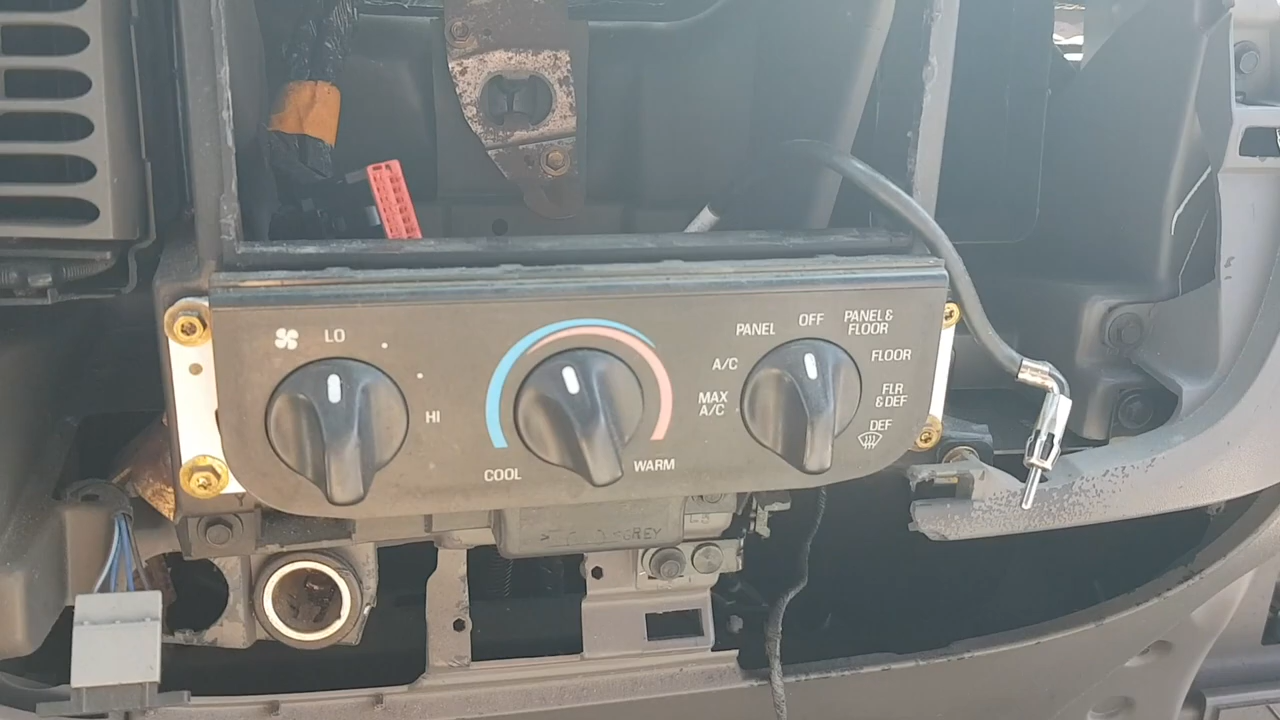 LO
HI
COOL
WARM
PANEL
OFF
PANEL &
FLOOR
A/C
FLOOR
MAX
A/C
FLR
& DEF
DEF
GREY